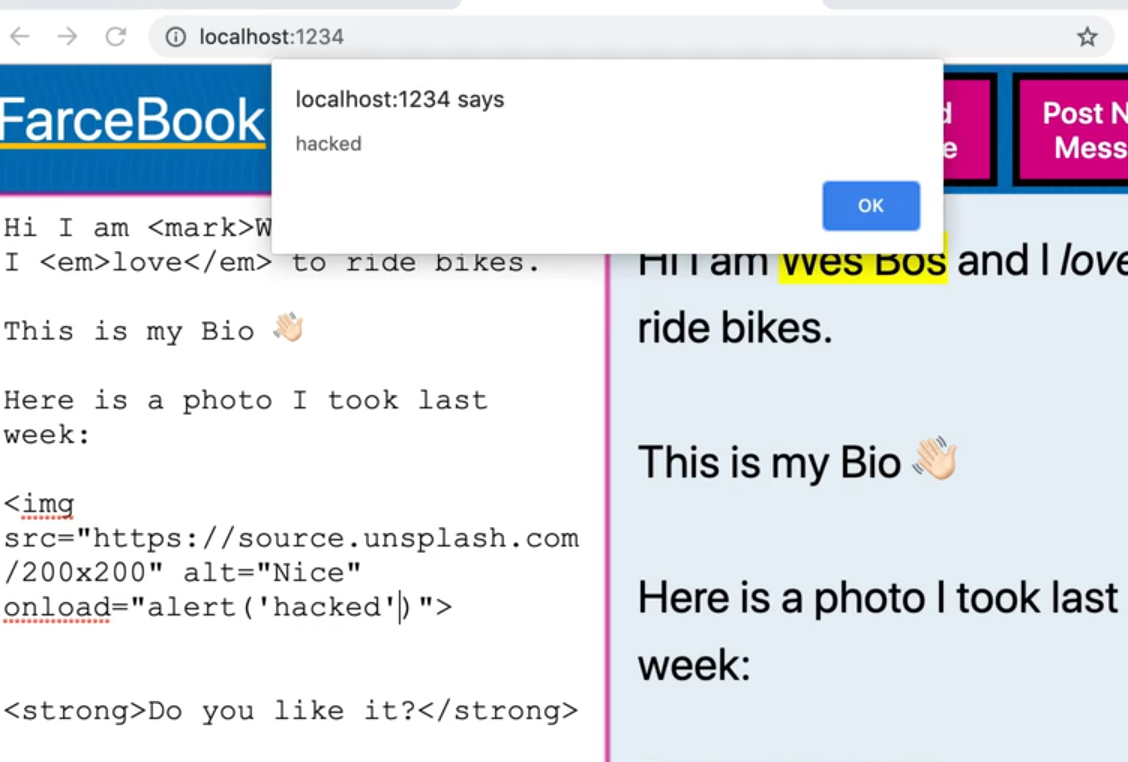 localhost:1234
localhost:1234 says
hacked
OK
FarceBook
Post N
Mess
Hi I am <mark>W
I <em>love</em> to ride bikes.
This is my Bio 👋🏻
Here is a photo I took last
week:
<img
src="https://source.unsplash.com
/200x200" alt="Nice"
onload="alert('hacked')">
<strong>Do you like it?</strong>
Hi I am Wes Bos and I love
ride bikes.
This is my Bio 👋🏻
Here is a photo I took last
week: